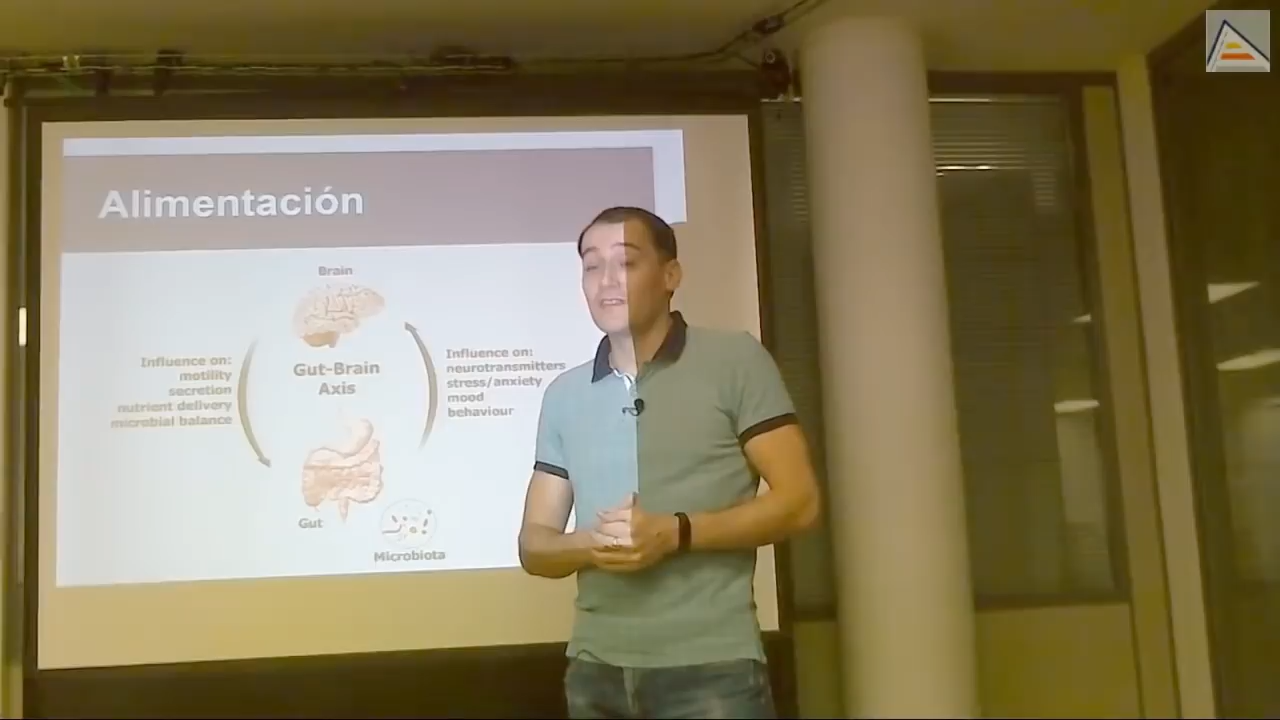 Alimentación
Brain
Influence on:
motility
secretion
nutrient delivery
microbial balance
Gut-Brain
Axis
Influence on:
neurotransmitters
stress/anxiety
mood
behaviour
Gut
Microbiota